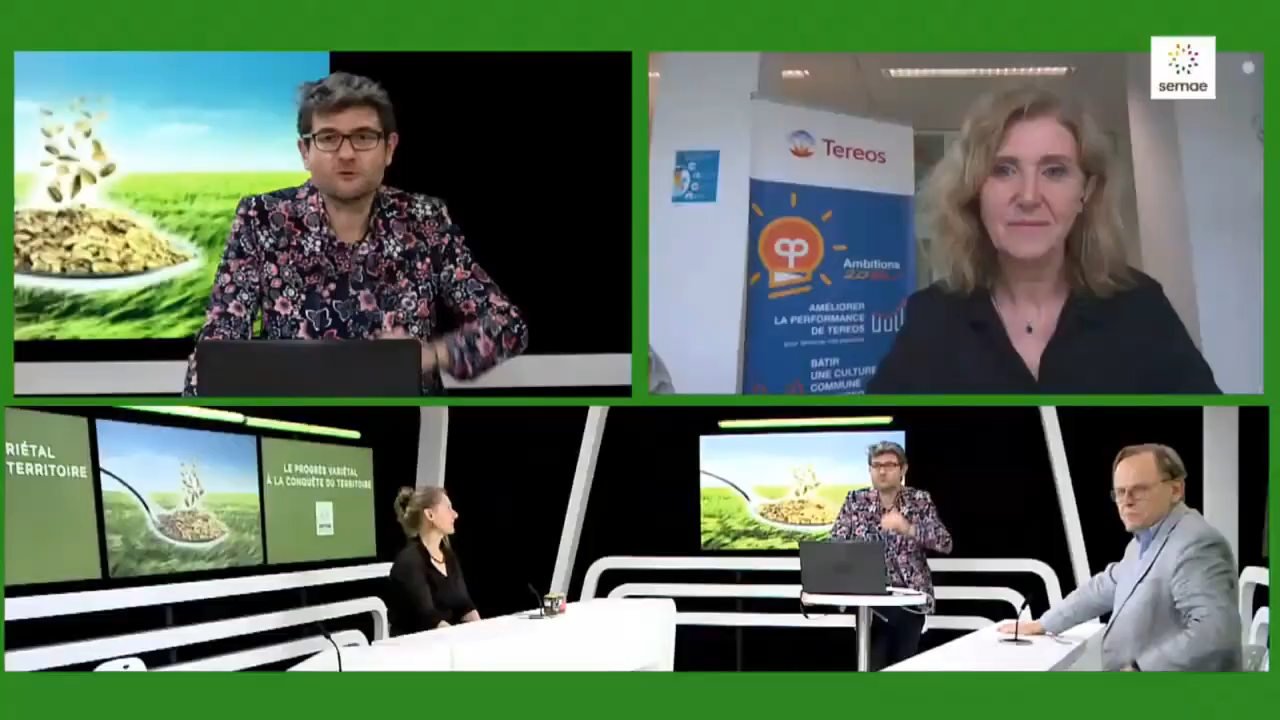 semae
Tereos
Ambitions
AMÉLIORER
LA PERFORMANCE
DE TEREOS
BÂTIR
UNE CULTURE
COMMUNE
RIÉTAL
TERRITOIRE
LE PROGRÈS VARIÉTAL
À LA CONQUÊTE DU TERRITOIRE
semae